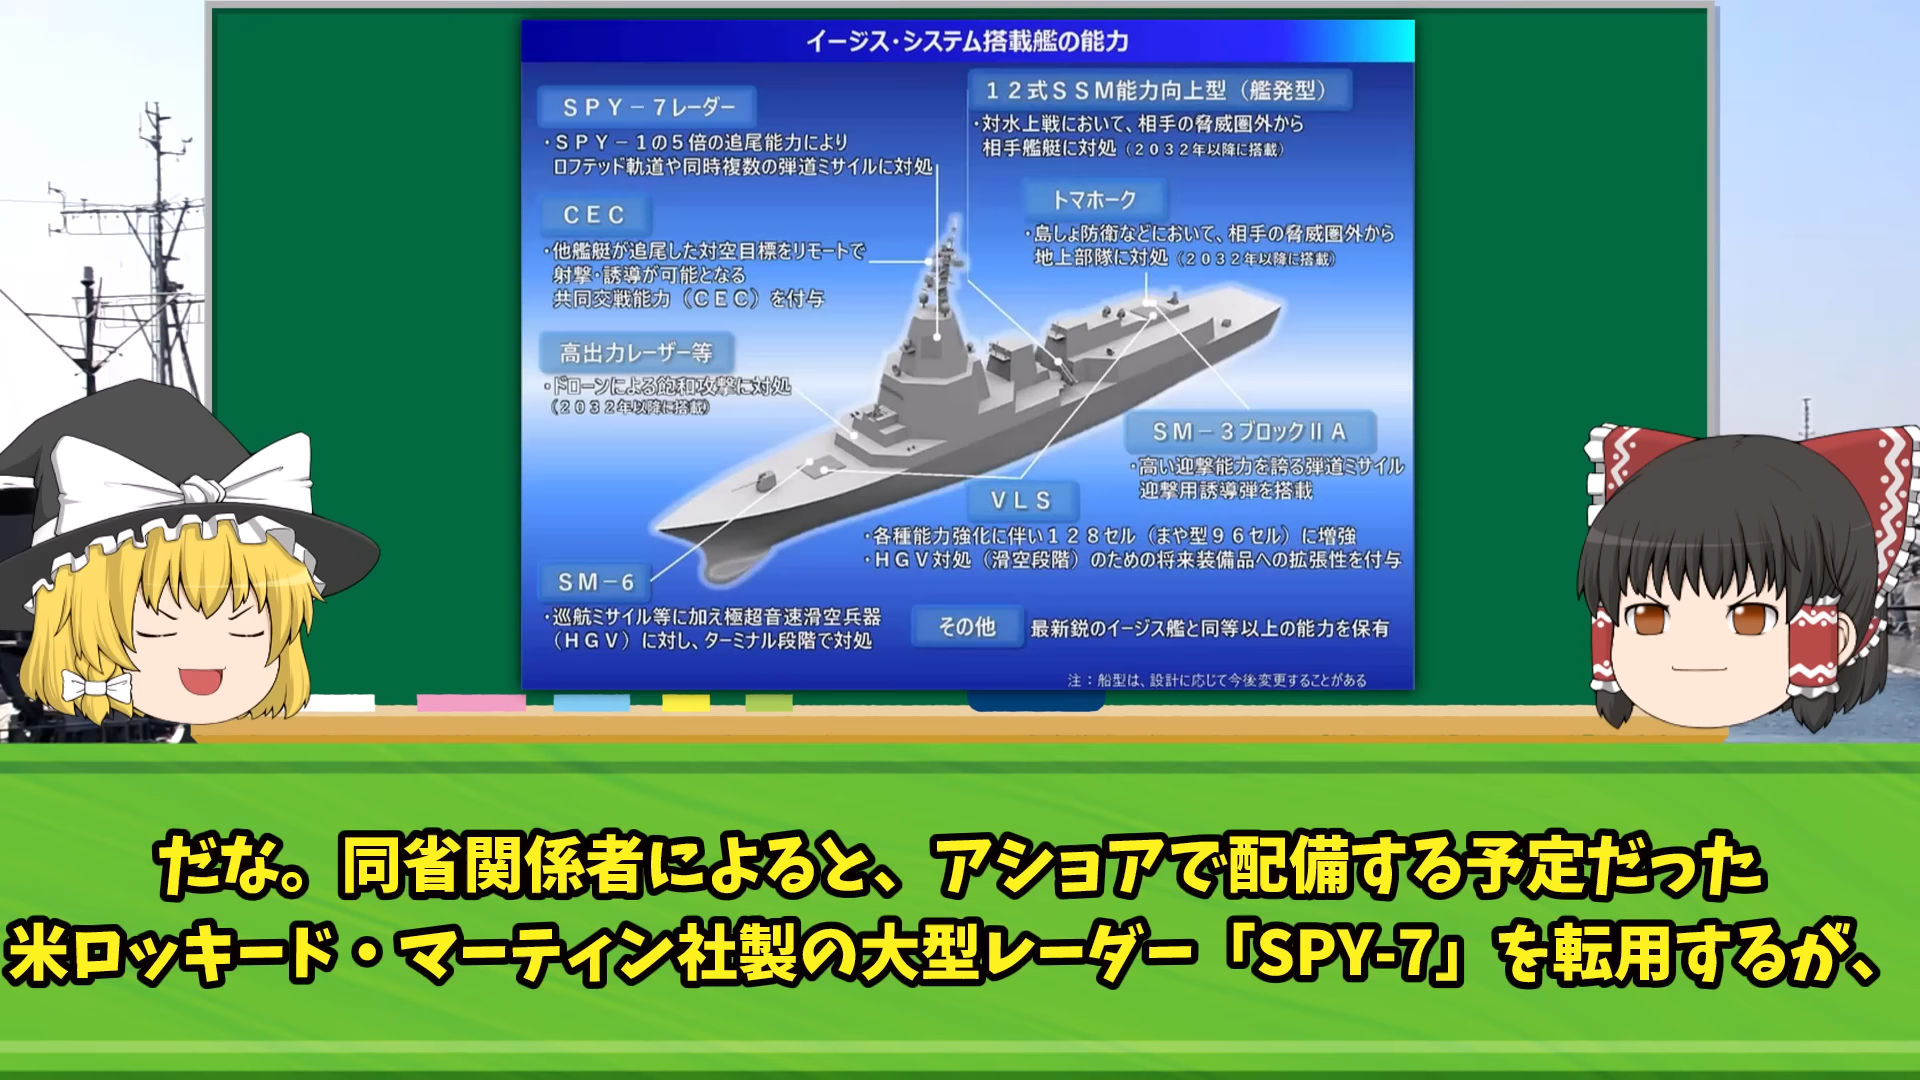 イージス・システム搭載艦の能力
ＳＰＹ－７レーダー
・ＳＰＹ－１の５倍の追尾能力により
ロフテッド軌道や同時複数の弾道ミサイルに対処
ＣＥＣ
・他艦艇が追尾した対空目標をリモートで
射撃・誘導が可能となる
共同交戦能力（ＣＥＣ）を付与
高出力レーザー等
・ドローンによる飽和攻撃に対処
（２０３２年以降に搭載）
１２式ＳＳＭ能力向上型（艦発型）
・対水上戦において、相手の脅威圏外から
相手艦艇に対処（２０３２年以降に搭載）
トマホーク
・島しょ防衛などにおいて、相手の脅威圏外から
地上部隊に対処（２０３２年以降に搭載）
ＳＭ－３ブロックⅡＡ
・高い迎撃能力を誇る弾道ミサイル
迎撃用誘導弾を搭載
ＶＬＳ
・各種能力強化に伴い１２８セル（まや型９６セル）に増強
・ＨＧＶ対処（滑空段階）のための将来装備品への拡張性を付与
ＳＭ－6
・巡航ミサイル等に加え極超音速滑空兵器
（ＨＧＶ）に対し、ターミナル段階で対処
その他
最新鋭のイージス艦と同等以上の能力を保有
注：船型は、設計に応じて今後変更することがある
だな。同省関係者によると、アショアで配備する予定だった
米ロッキード・マーティン社製の大型レーダー「SPY-7」を転用するが、